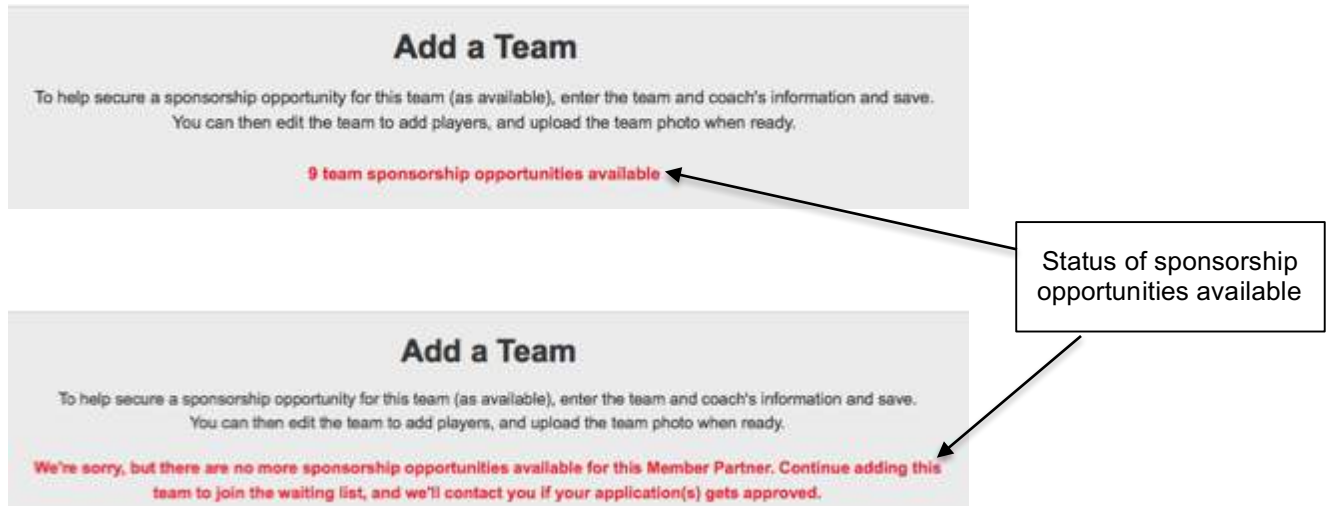 Add a Team
To help secure a sponsorship opportunity for this team (as available), enter the team and coach's information and save.
You can then edit the team to add players, and upload the team photo when ready.
9 team sponsorship opportunities available
Status of sponsorship
opportunities available
Add a Team
To help secure a sponsorship opportunity for this team (as available), enter the team and coach's information and save.
You can then edit the team to add players, and upload the team photo when ready.
We're sorry, but there are no more sponsorship opportunities available for this Member Partner. Continue adding this
team to join the waiting list, and we'll contact you if your application(s) gets approved.